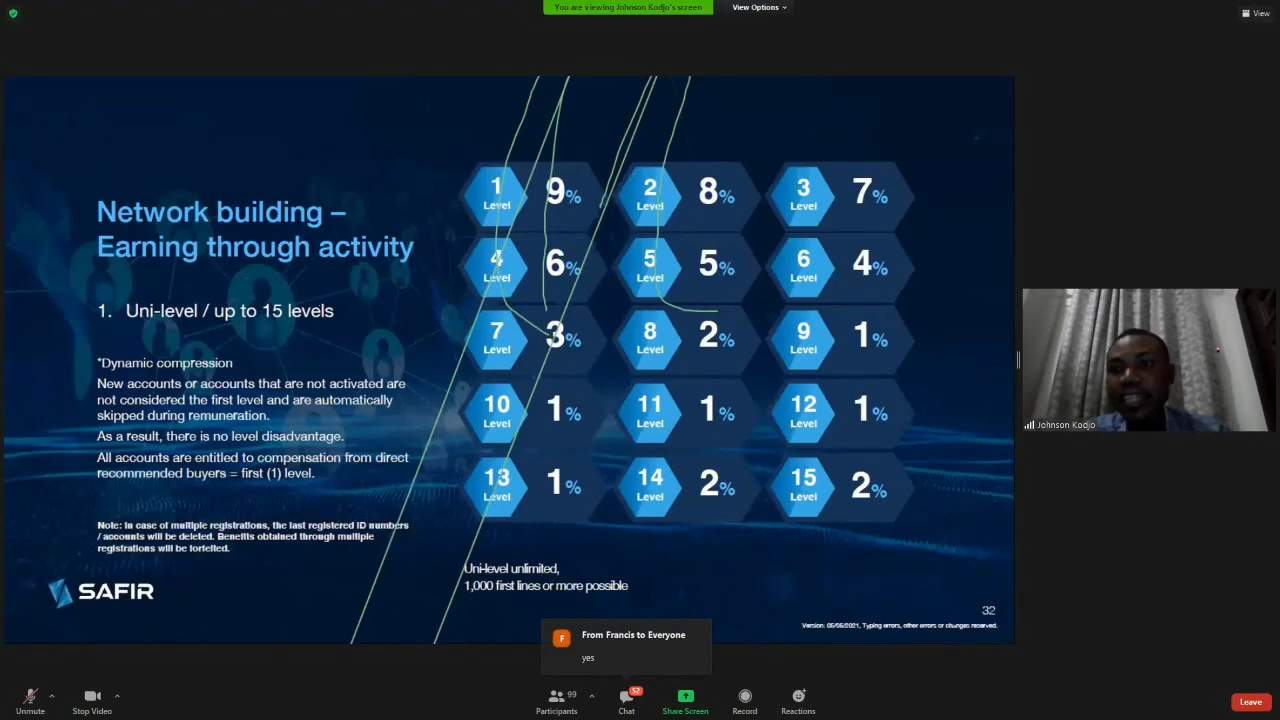 You are viewing Johnson Kodjo's screen
View Options
View
Network building –
Earning through activity
1. Uni-level / up to 15 levels
*Dynamic compression
New accounts or accounts that are not activated are
not considered the first level and are automatically
skipped during remuneration.
As a result, there is no level disadvantage.
All accounts are entitled to compensation from direct
recommended buyers = first (1) level.
Note: In case of multiple registrations, the last registered ID numbers
/ accounts will be deleted. Benefits obtained through multiple
registrations will be forfeited.
SAFIR
1 Level 9%
2 Level 8%
3 Level 7%
4 Level 6%
5 Level 5%
6 Level 4%
7 Level 3%
8 Level 2%
9 Level 1%
10 Level 1%
11 Level 1%
12 Level 1%
13 Level 1%
14 Level 2%
15 Level 2%
Uni-level unlimited,
1,000 first lines or more possible
32
Version: 05/05/2021, Typing errors, other errors or changes reserved.
Johnson Kodjo
F
From Francis to Everyone
yes
Unmute
Stop Video
99
Participants
52
Chat
Share Screen
Record
Reactions
Leave